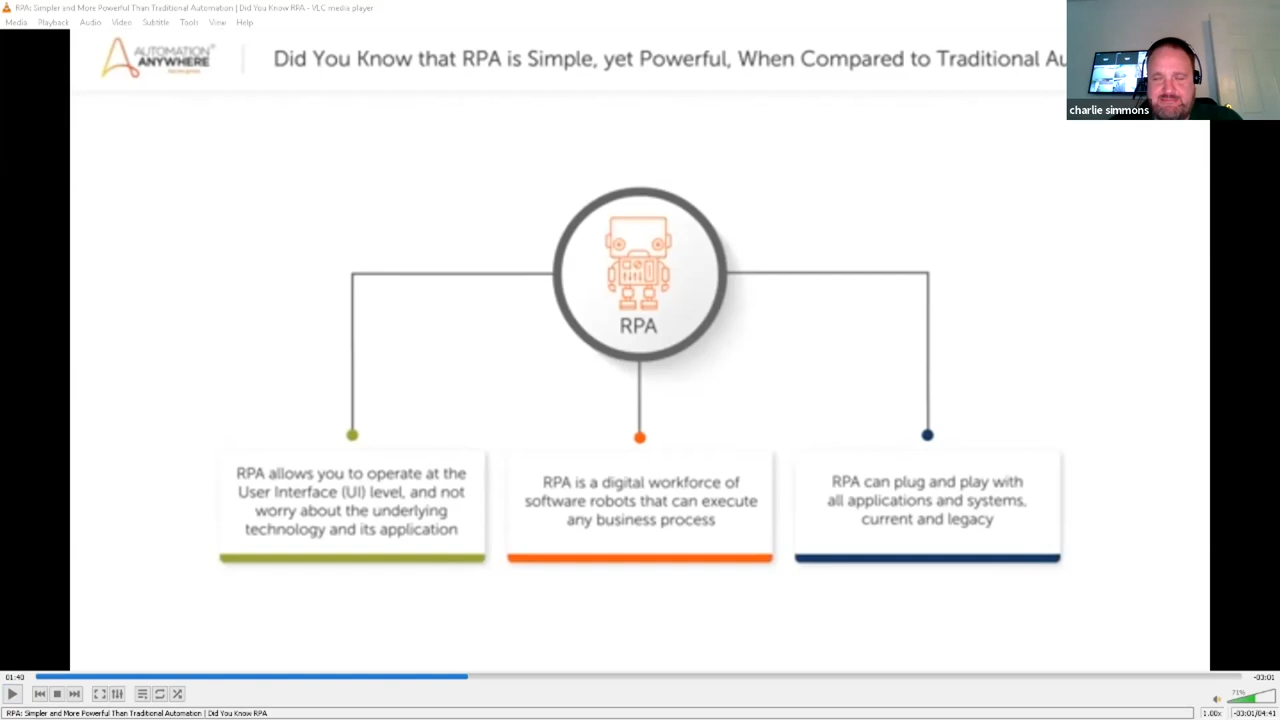 RPA: Simpler and More Powerful Than Traditional Automation | Did You Know RPA - VLC media player
Media Playback Audio Video Subtitle Tools View Help
AUTOMATION
ANYWHERE
Did You Know that RPA is Simple, yet Powerful, When Compared to Traditional Au
charlie simmons
RPA
RPA allows you to operate at the
User Interface (UI) level, and not
worry about the underlying
technology and its application
RPA is a digital workforce of
software robots that can execute
any business process
RPA can plug and play with
all applications and systems,
current and legacy
01:40
-03:01
71%
RPA: Simpler and More Powerful Than Traditional Automation | Did You Know RPA
1.00x
-03:01/04:41